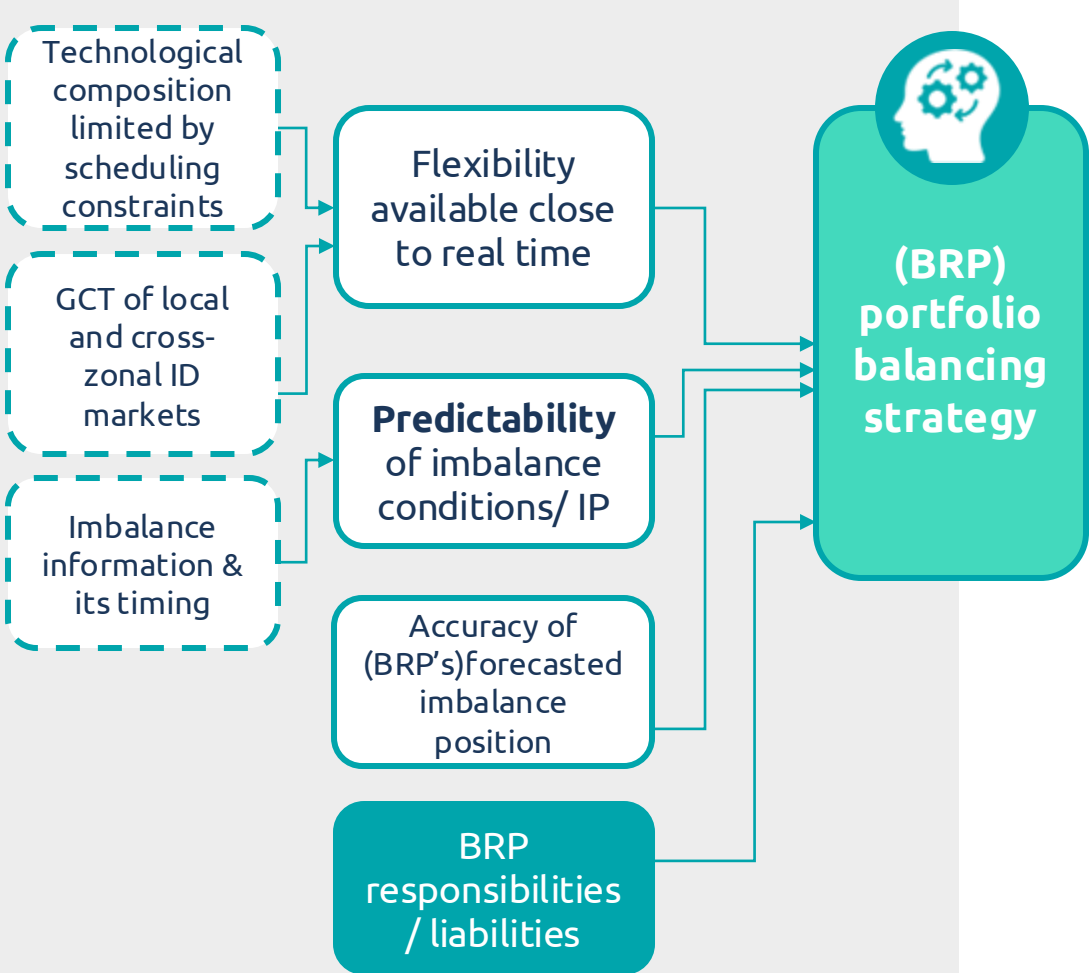 Technological
composition
limited by
scheduling
constraints
GCT of local
and cross-
zonal ID
markets
Imbalance
information &
its timing
Flexibility
available close
to real time
Predictability
of imbalance
conditions/ IP
Accuracy of
(BRP’s)forecasted
imbalance
position
BRP
responsibilities
/ liabilities
(BRP)
portfolio
balancing
strategy